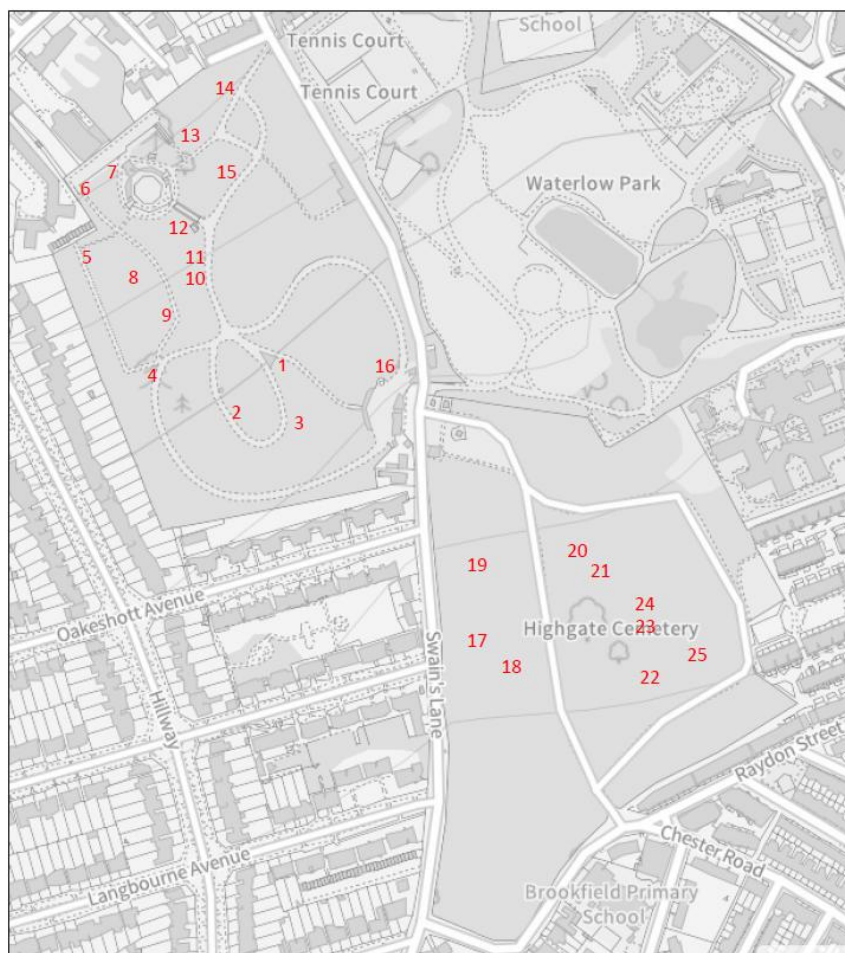 School
Tennis Court
Tennis Court
14
13
7
15
6
Waterlow Park
12
5
11
8
10
9
1
16
4
2
3
20
19
21
24
Oakeshott Avenue
Highgate Cemetery
23
17
18
25
22
Swain's Lane
Hillway
Raydon Street
Chester Road
Langbourne Avenue
Brookfield Primary
School